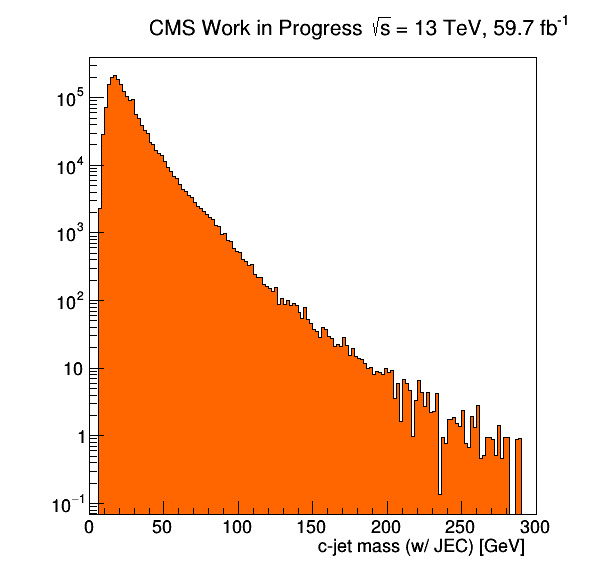 CMS Work in Progress √s = 13 TeV, 59.7 fb⁻¹
10⁵
10⁴
10³
10²
10
1
10⁻¹
0 50 100 150 200 250 300
c-jet mass (w/ JEC) [GeV]